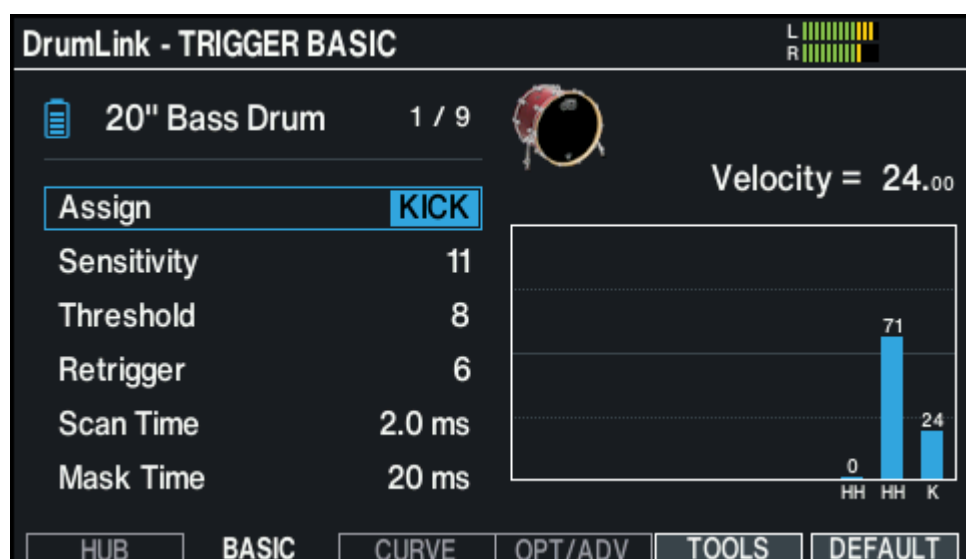 DrumLink - TRIGGER BASIC
L
R
20" Bass Drum 1 / 9
Velocity = 24.00
Assign KICK
Sensitivity 11
Threshold 8
Retrigger 6
Scan Time 2.0 ms
Mask Time 20 ms
71
24
0
HH HH K
HUB BASIC CURVE OPT/ADV TOOLS DEFAULT